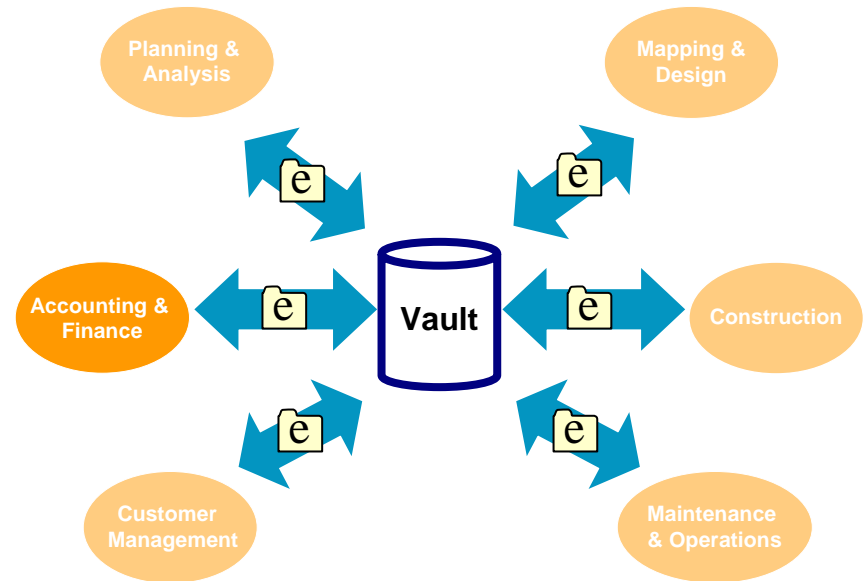 Planning &
Analysis
Mapping &
Design
e
e
Accounting &
Finance
e
Vault
e
Construction
e
e
Customer
Management
Maintenance
& Operations